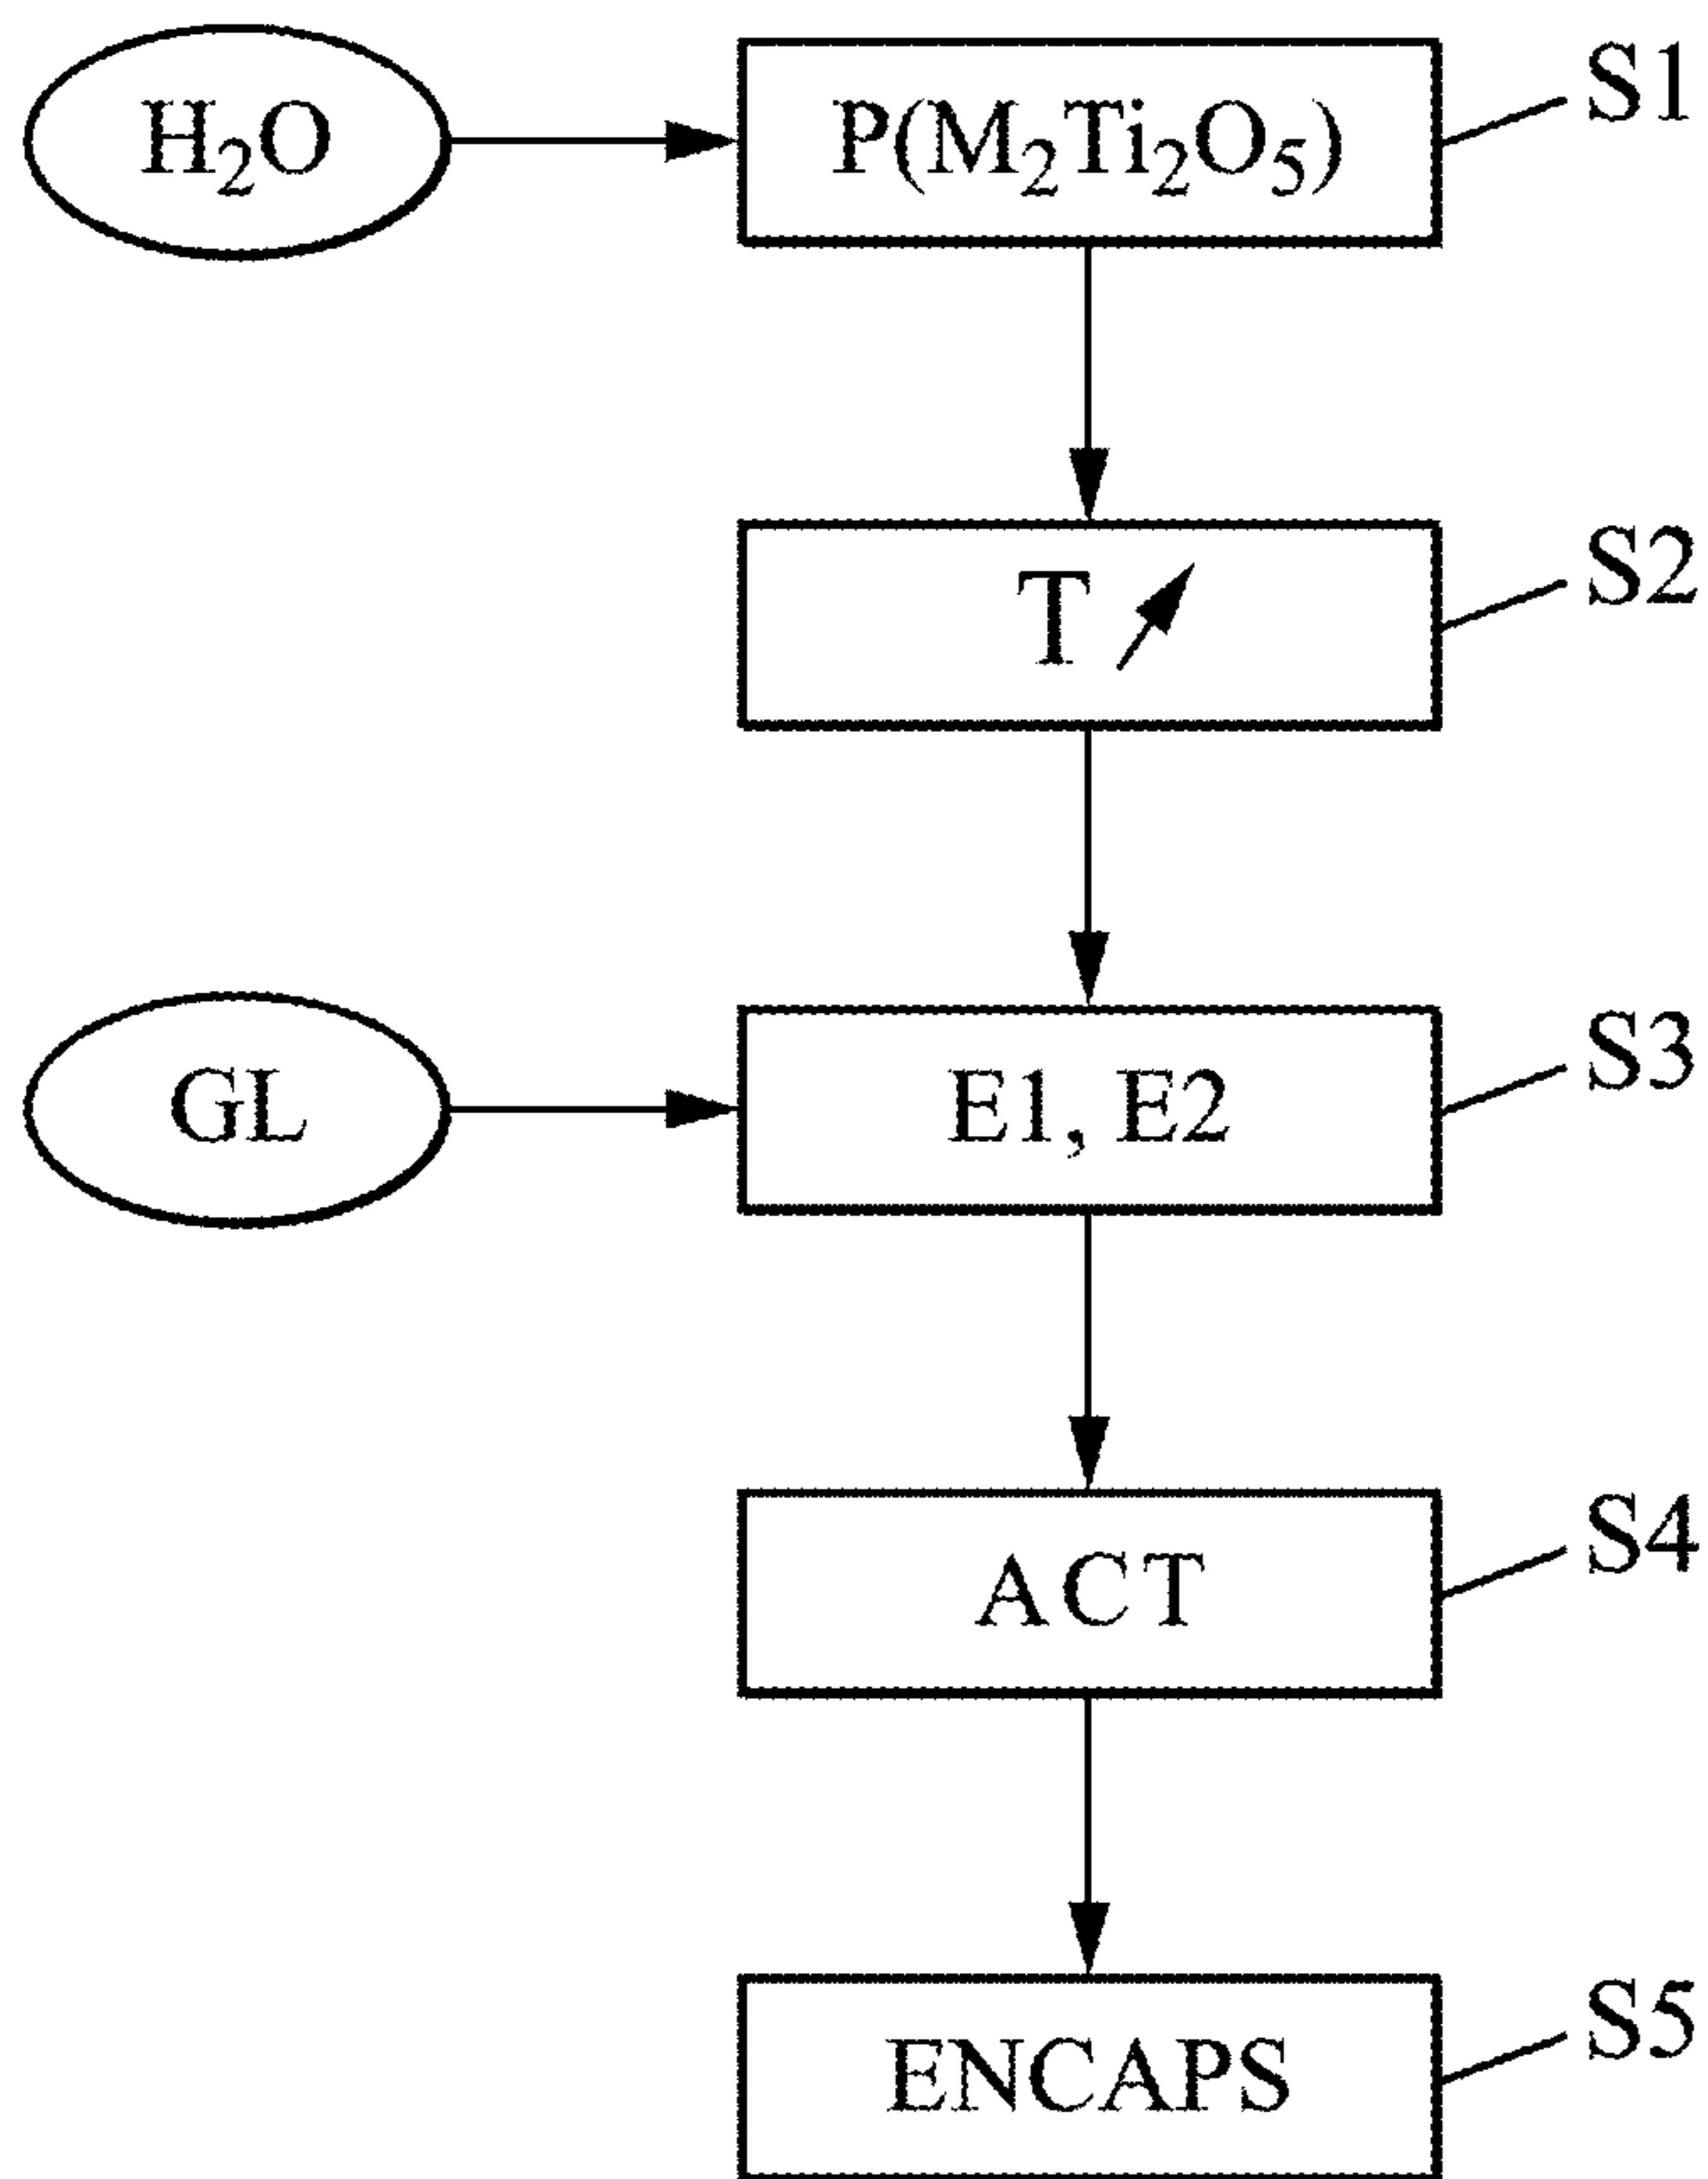 H₂O
P(M₂Ti₂O₅)
S1
T
S2
GL
E1, E2
S3
ACT
S4
ENCAPS
S5